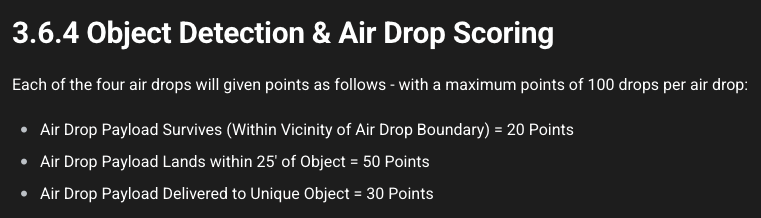 3.6.4 Object Detection & Air Drop Scoring
Each of the four air drops will given points as follows - with a maximum points of 100 drops per air drop:
• Air Drop Payload Survives (Within Vicinity of Air Drop Boundary) = 20 Points
• Air Drop Payload Lands within 25' of Object = 50 Points
• Air Drop Payload Delivered to Unique Object = 30 Points